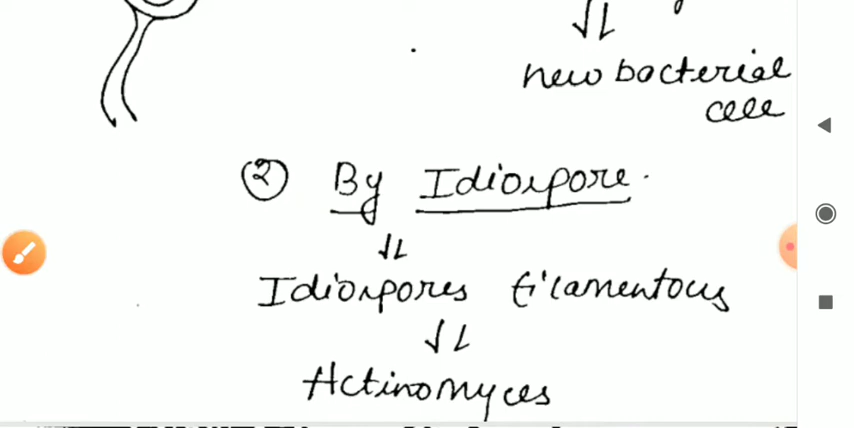 new bacterial
cell
② By Idiospore.
Idiospores filamentous
Actinomyces